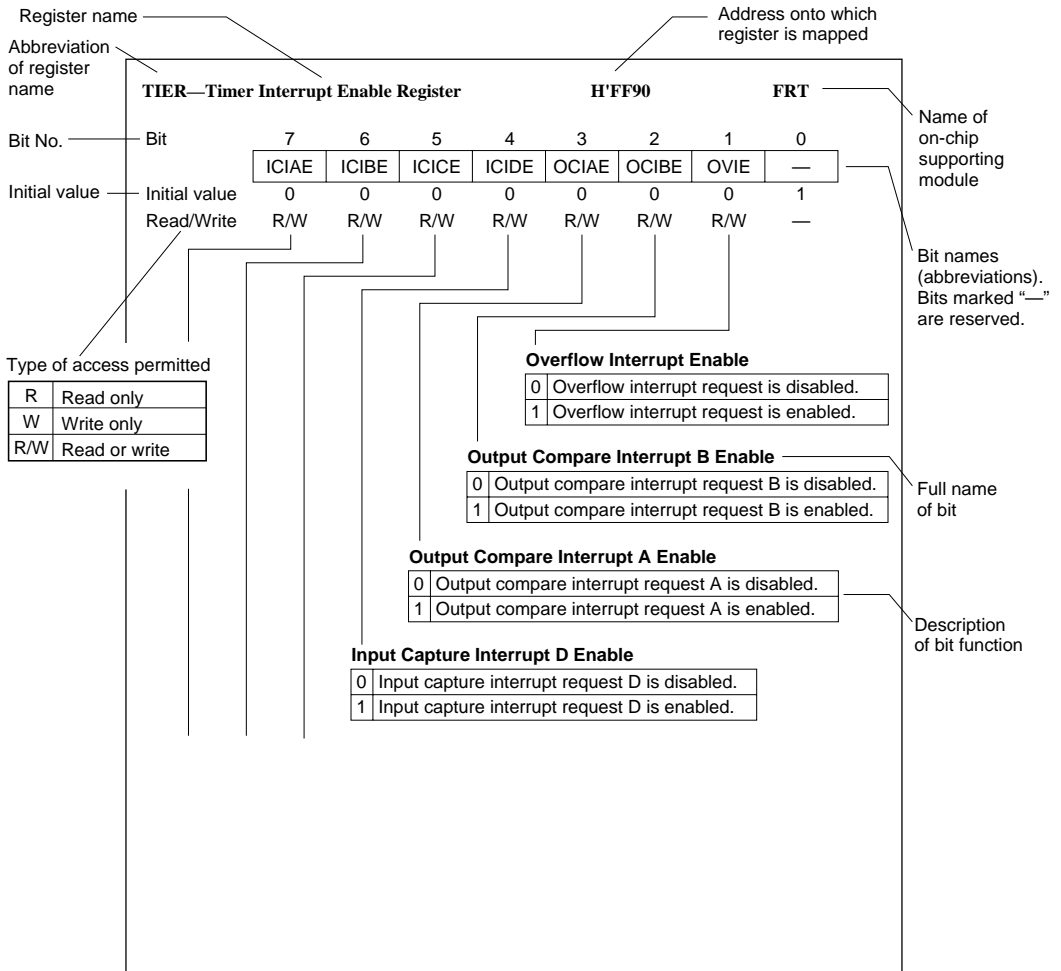 Register name
Address onto which
register is mapped
Abbreviation
of register
name
TIER—Timer Interrupt Enable Register H'FF90 FRT
Name of
on-chip
supporting
module
Bit No. Bit 7 6 5 4 3 2 1 0
ICIAE ICIBE ICICE ICIDE OCIAE OCIBE OVIE —
Initial value Initial value 0 0 0 0 0 0 0 1
Read/Write R/W R/W R/W R/W R/W R/W R/W —
Bit names
(abbreviations).
Bits marked “—”
are reserved.
Type of access permitted
R Read only
W Write only
R/W Read or write
Overflow Interrupt Enable
0 Overflow interrupt request is disabled.
1 Overflow interrupt request is enabled.
Output Compare Interrupt B Enable
0 Output compare interrupt request B is disabled.
1 Output compare interrupt request B is enabled.
Full name
of bit
Output Compare Interrupt A Enable
0 Output compare interrupt request A is disabled.
1 Output compare interrupt request A is enabled.
Description
of bit function
Input Capture Interrupt D Enable
0 Input capture interrupt request D is disabled.
1 Input capture interrupt request D is enabled.